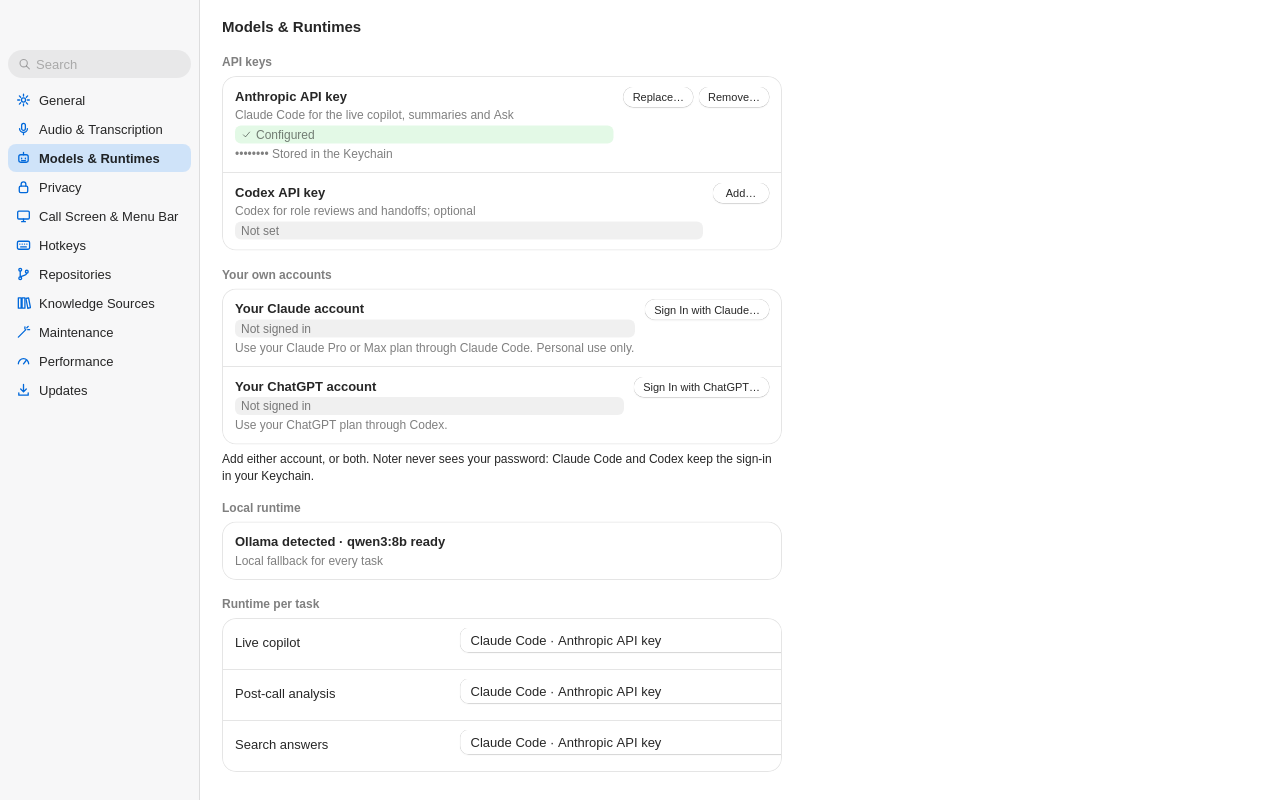 Models & Runtimes
Search
General
Audio & Transcription
Models & Runtimes
Privacy
Call Screen & Menu Bar
Hotkeys
Repositories
Knowledge Sources
Maintenance
Performance
Updates
API keys
Anthropic API key
Replace…
Remove…
Claude Code for the live copilot, summaries and Ask
Configured
•••••••• Stored in the Keychain
Codex API key
Add…
Codex for role reviews and handoffs; optional
Not set
Your own accounts
Your Claude account
Sign In with Claude…
Not signed in
Use your Claude Pro or Max plan through Claude Code. Personal use only.
Your ChatGPT account
Sign In with ChatGPT…
Not signed in
Use your ChatGPT plan through Codex.
Add either account, or both. Noter never sees your password: Claude Code and Codex keep the sign-in
in your Keychain.
Local runtime
Ollama detected · qwen3:8b ready
Local fallback for every task
Runtime per task
Live copilot
Claude Code · Anthropic API key
Post-call analysis
Claude Code · Anthropic API key
Search answers
Claude Code · Anthropic API key